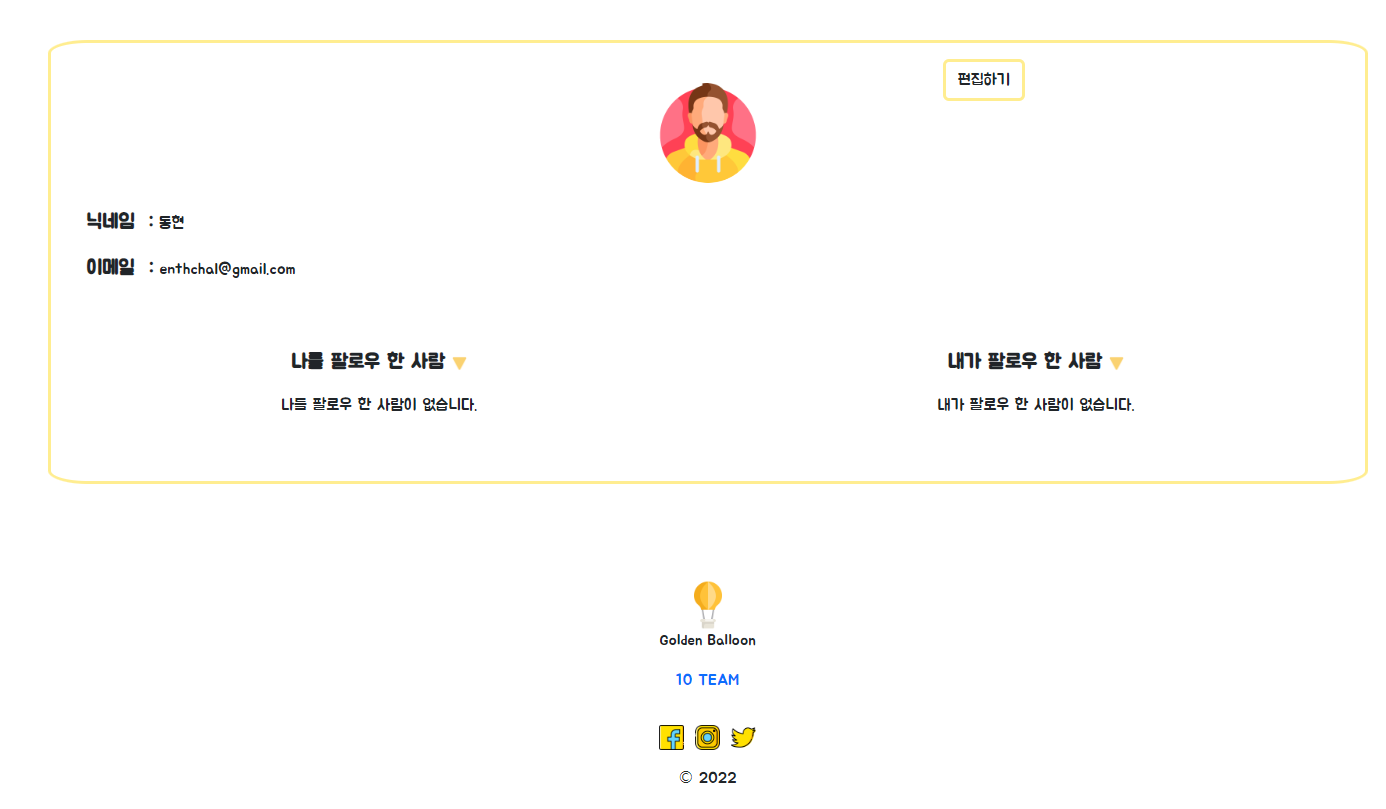 편집하기
닉네임 : 동현
이메일 : enthchal@gmail.com
나를 팔로우 한 사람 ▼
내가 팔로우 한 사람 ▼
나를 팔로우 한 사람이 없습니다.
내가 팔로우 한 사람이 없습니다.
Golden Balloon
10 TEAM
© 2022